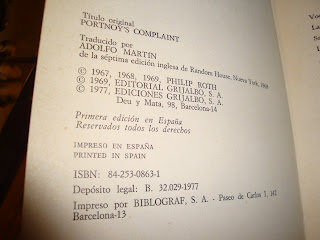 Título original
PORTNOY'S COMPLAINT
Traducido por
ADOLFO MARTIN
de la séptima edición inglesa de Random House, Nueva York, 1969
© 1967, 1968, 1969, PHILIP ROTH
© 1969, EDITORIAL GRIJALBO, S. A.
© 1977, EDICIONES GRIJALBO, S. A.
Deu y Mata, 98, Barcelona-14
Primera edición en España
Reservados todos los derechos
IMPRESO EN ESPAÑA
PRINTED IN SPAIN
ISBN: 84-253-0863-1
Depósito legal: B. 32.029-1977
Impreso por BIBLOGRAF, S. A. - Paseo de Carlos I, 142
Barcelona-13